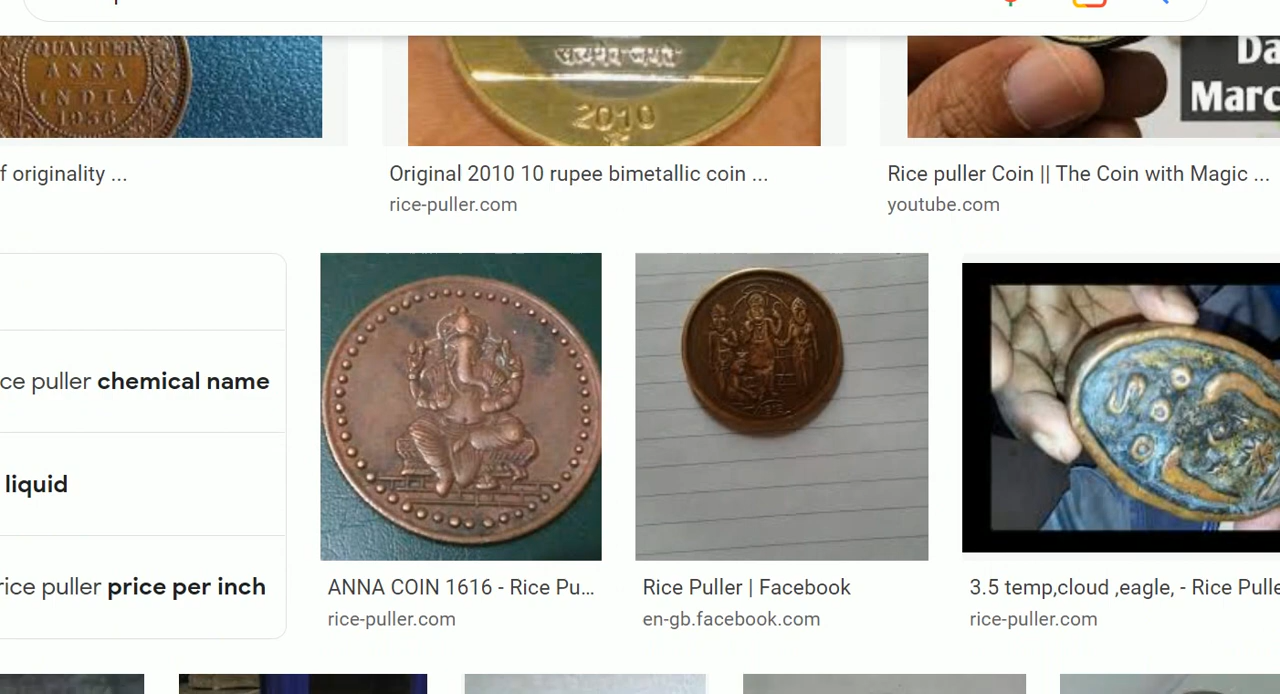 QUARTER
ANNA
INDIA
1936
सत्यमेव जयते
2010
Da
Marc
f originality ...
Original 2010 10 rupee bimetallic coin ...
rice-puller.com
Rice puller Coin || The Coin with Magic ...
youtube.com
ce puller chemical name
liquid
rice puller price per inch
ANNA COIN 1616 - Rice Pu...
rice-puller.com
Rice Puller | Facebook
en-gb.facebook.com
3.5 temp,cloud ,eagle, - Rice Pulle
rice-puller.com